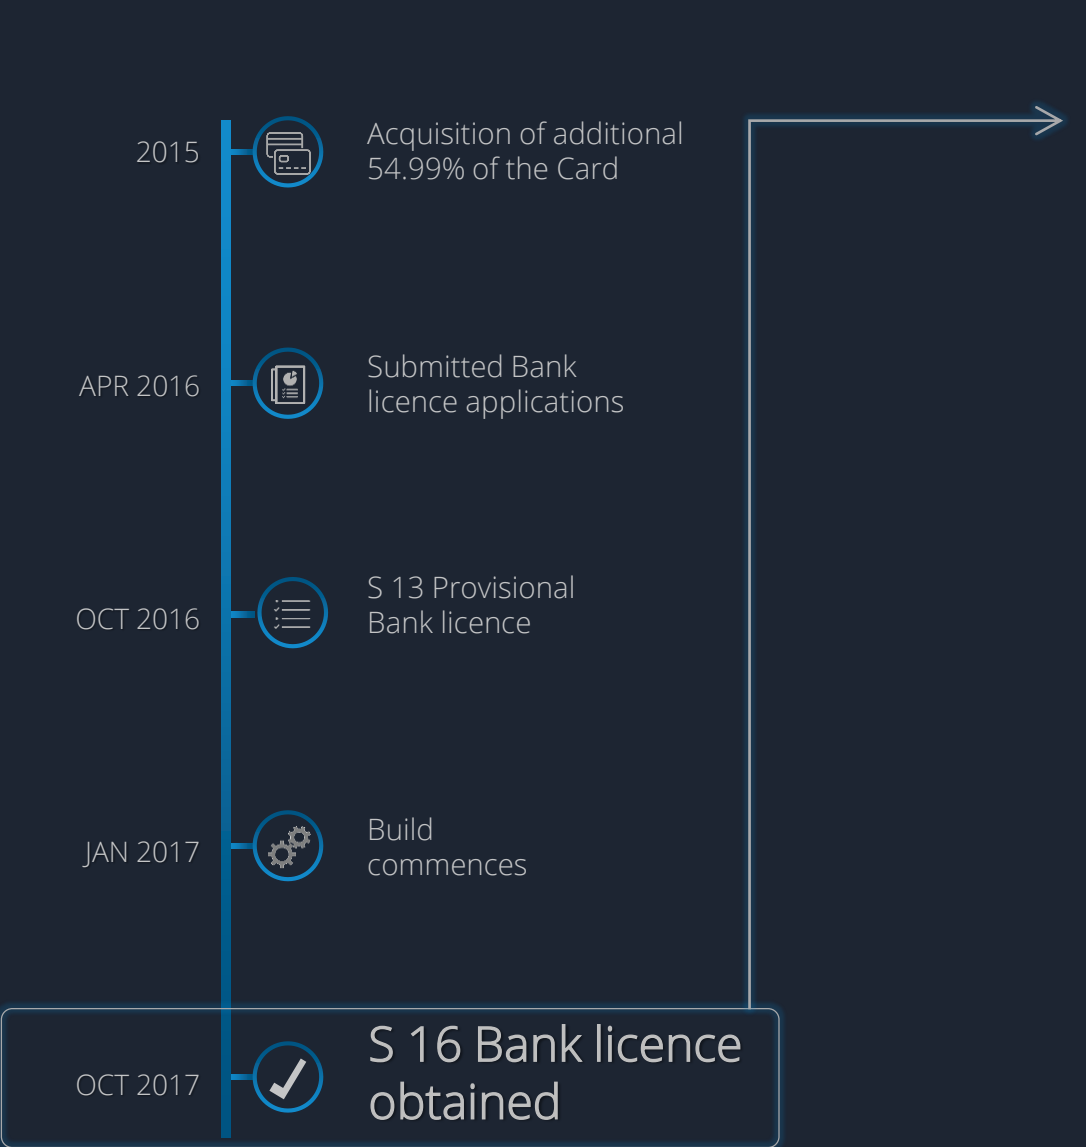 2015
Acquisition of additional
54.99% of the Card
APR 2016
Submitted Bank
licence applications
OCT 2016
S 13 Provisional
Bank licence
JAN 2017
Build
commences
OCT 2017
S 16 Bank licence
obtained